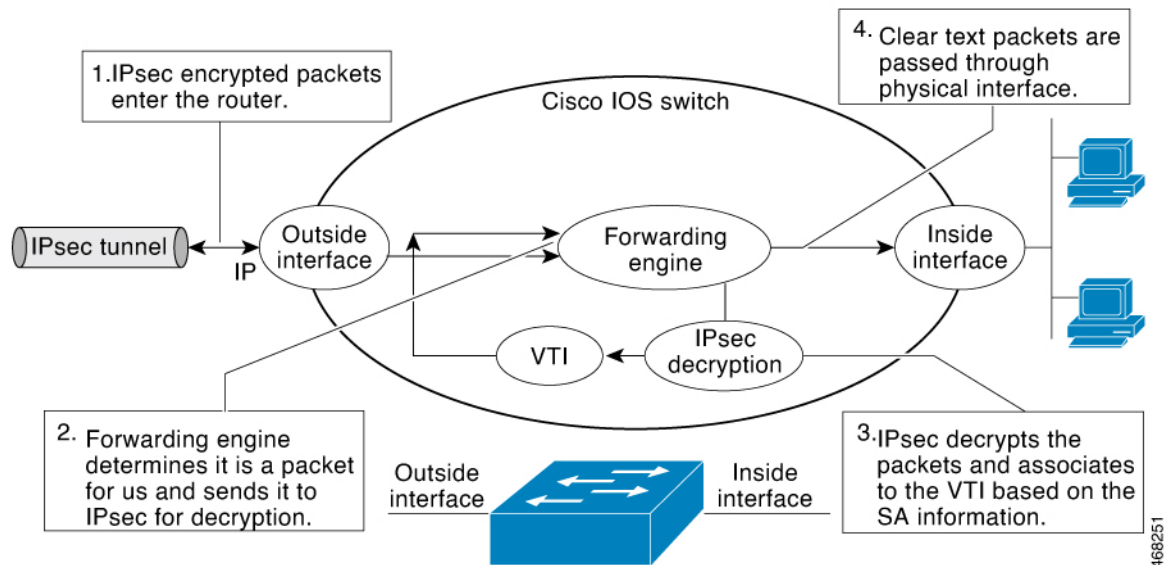 1. IPsec encrypted packets
enter the router.
4. Clear text packets are
passed through
physical interface.
Cisco IOS switch
IPsec tunnel
IP
Outside
interface
Forwarding
engine
Inside
interface
VTI
IPsec
decryption
2. Forwarding engine
determines it is a packet
for us and sends it to
IPsec for decryption.
Outside
interface
Inside
interface
3. IPsec decrypts the
packets and associates
to the VTI based on the
SA information.
468251